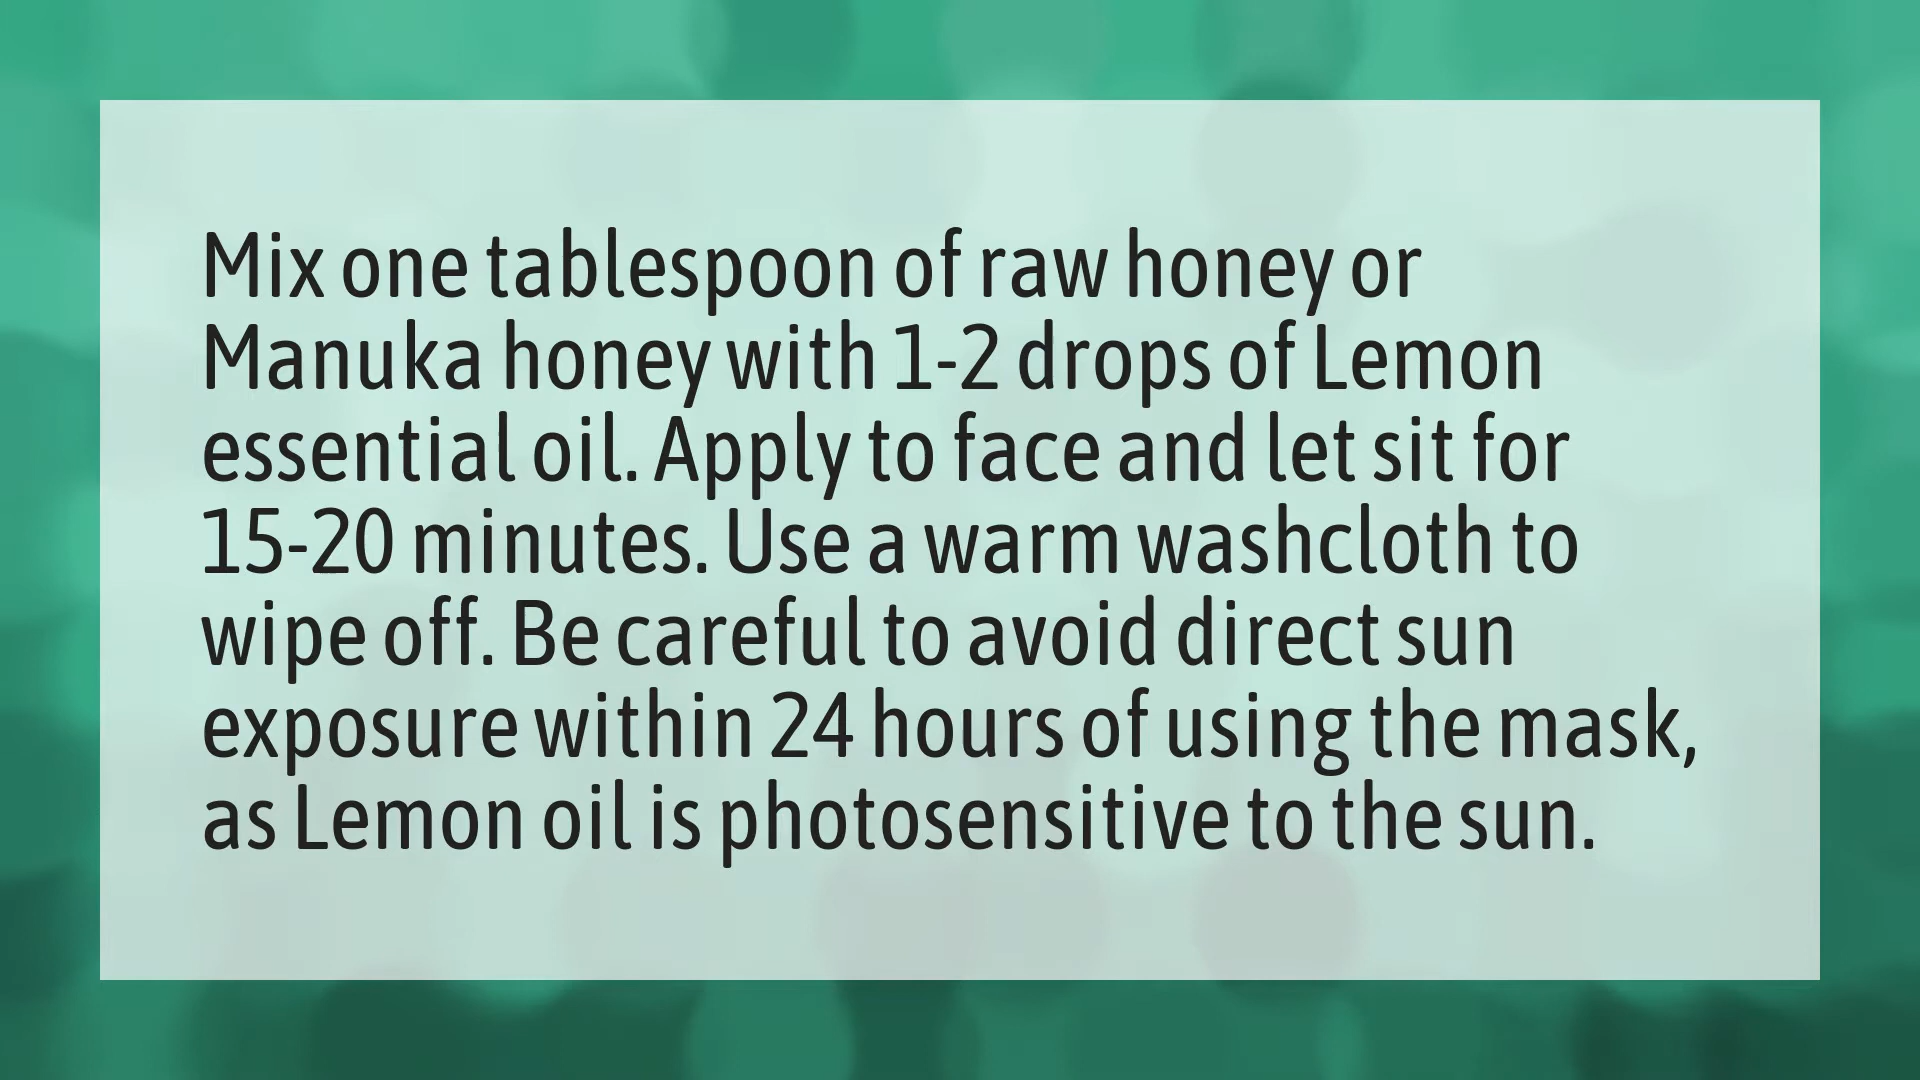 Mix one tablespoon of raw honey or
Manuka honey with 1-2 drops of Lemon
essential oil. Apply to face and let sit for
15-20 minutes. Use a warm washcloth to
wipe off. Be careful to avoid direct sun
exposure within 24 hours of using the mask,
as Lemon oil is photosensitive to the sun.